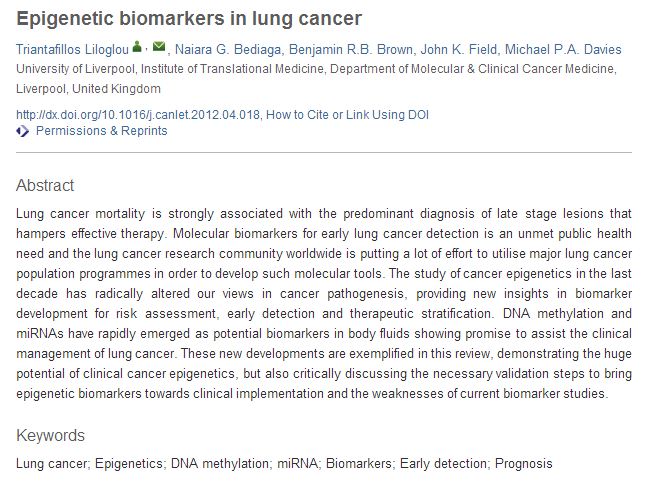 Epigenetic biomarkers in lung cancer
Triantafillos Liloglou , Naiara G. Bediaga, Benjamin R.B. Brown, John K. Field, Michael P.A. Davies
University of Liverpool, Institute of Translational Medicine, Department of Molecular & Clinical Cancer Medicine,
Liverpool, United Kingdom
http://dx.doi.org/10.1016/j.canlet.2012.04.018, How to Cite or Link Using DOI
Permissions & Reprints
Abstract
Lung cancer mortality is strongly associated with the predominant diagnosis of late stage lesions that
hampers effective therapy. Molecular biomarkers for early lung cancer detection is an unmet public health
need and the lung cancer research community worldwide is putting a lot of effort to utilise major lung cancer
population programmes in order to develop such molecular tools. The study of cancer epigenetics in the last
decade has radically altered our views in cancer pathogenesis, providing new insights in biomarker
development for risk assessment, early detection and therapeutic stratification. DNA methylation and
miRNAs have rapidly emerged as potential biomarkers in body fluids showing promise to assist the clinical
management of lung cancer. These new developments are exemplified in this review, demonstrating the huge
potential of clinical cancer epigenetics, but also critically discussing the necessary validation steps to bring
epigenetic biomarkers towards clinical implementation and the weaknesses of current biomarker studies.
Keywords
Lung cancer; Epigenetics; DNA methylation; miRNA; Biomarkers; Early detection; Prognosis